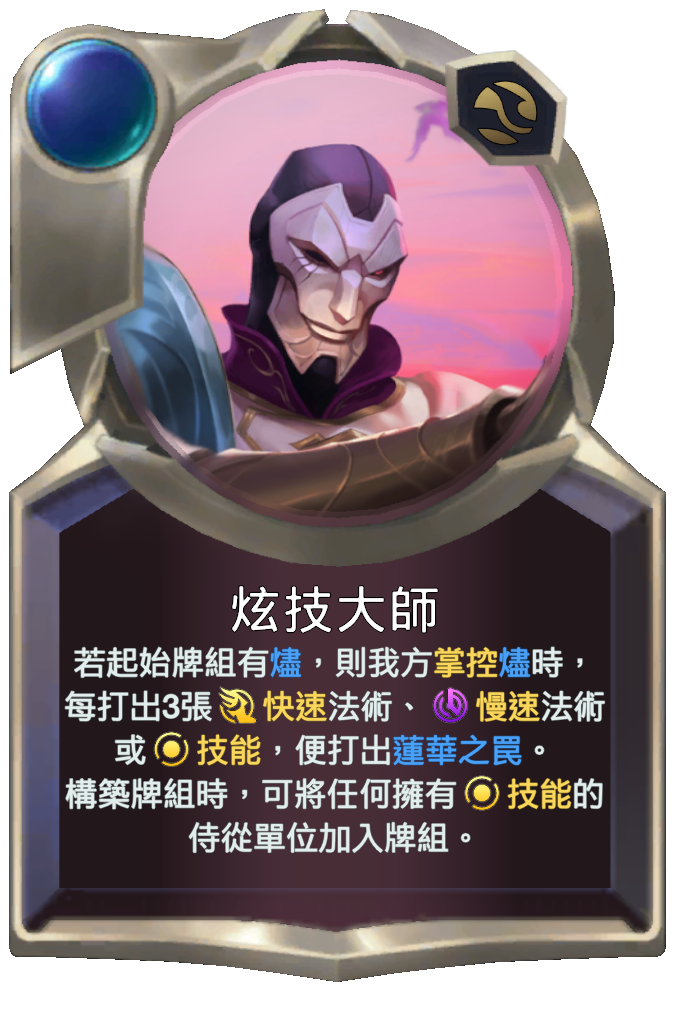 炫技大師
若起始牌組有燼，則我方掌控燼時，
每打出3張 快速法術、 慢速法術
或 技能，便打出蓮華之罠。
構築牌組時，可將任何擁有 技能的
侍從單位加入牌組。